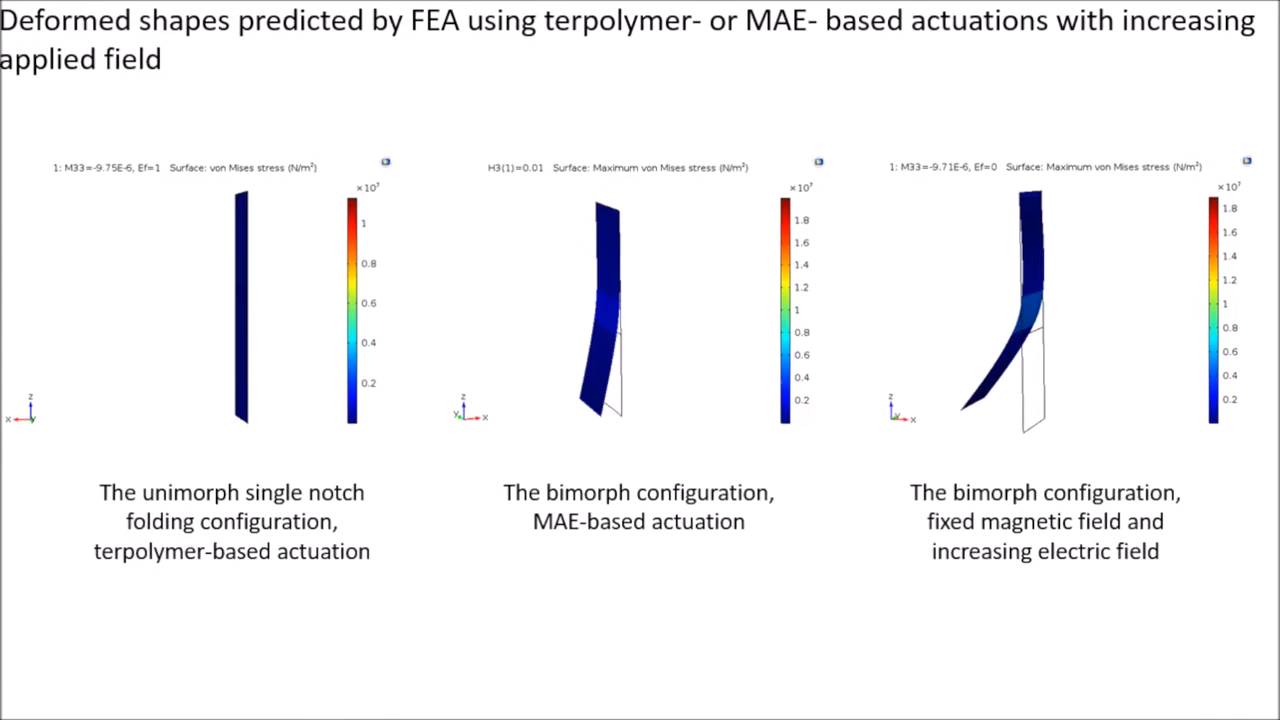 Deformed shapes predicted by FEA using terpolymer- or MAE- based actuations with increasing
applied field
1: M33=-9.75E-6, Ef=1 Surface: von Mises stress (N/m²)
×10⁷
1
0.8
0.6
0.4
0.2
z
x
y
H3(1)=0.01 Surface: Maximum von Mises stress (N/m²)
×10⁷
1.8
1.6
1.4
1.2
1
0.8
0.6
0.4
0.2
z
y
x
1: M33=-9.71E-6, Ef=0 Surface: Maximum von Mises stress (N/m²)
×10⁷
1.8
1.6
1.4
1.2
1
0.8
0.6
0.4
0.2
z
y
x
The unimorph single notch
folding configuration,
terpolymer-based actuation
The bimorph configuration,
MAE-based actuation
The bimorph configuration,
fixed magnetic field and
increasing electric field